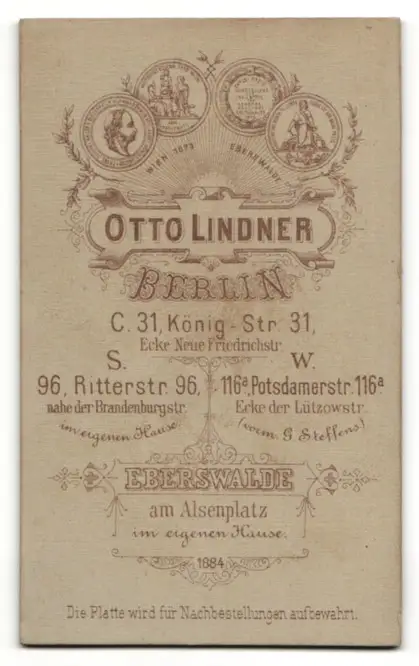 WIEN 1873 EBERSWALDE
OTTO LINDNER
BERLIN
C. 31, König-Str. 31,
Ecke Neue Friedrichstr.
S. W.
96, Ritterstr. 96, 116ª, Potsdamerstr. 116ª
nahe der Brandenburgstr. Ecke der Lützowstr.
im eigenen Hause. (vorm. G. Steffens)
EBERSWALDE
am Alsenplatz
im eigenen Hause.
1884
Die Platte wird für Nachbestellungen aufbewahrt.